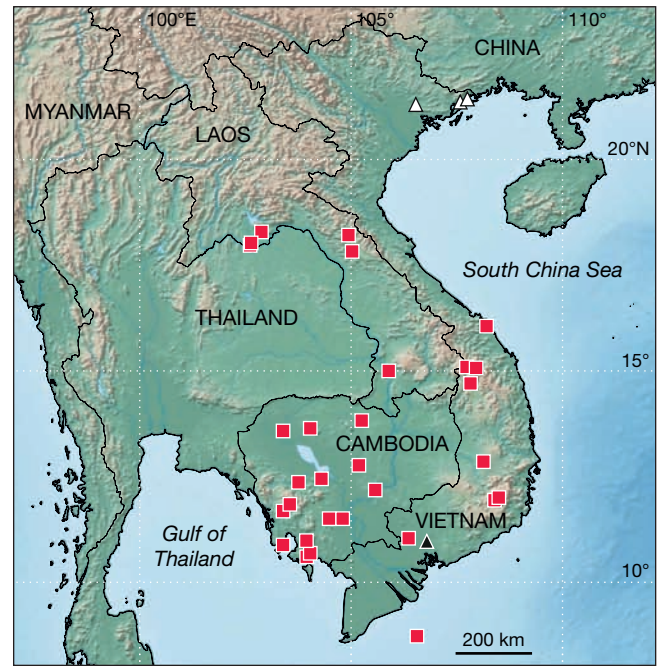 100°E 105° 110°
CHINA
MYANMAR
LAOS
20°N
South China Sea
THAILAND
15°
CAMBODIA
VIETNAM
Gulf of
Thailand
10°
200 km